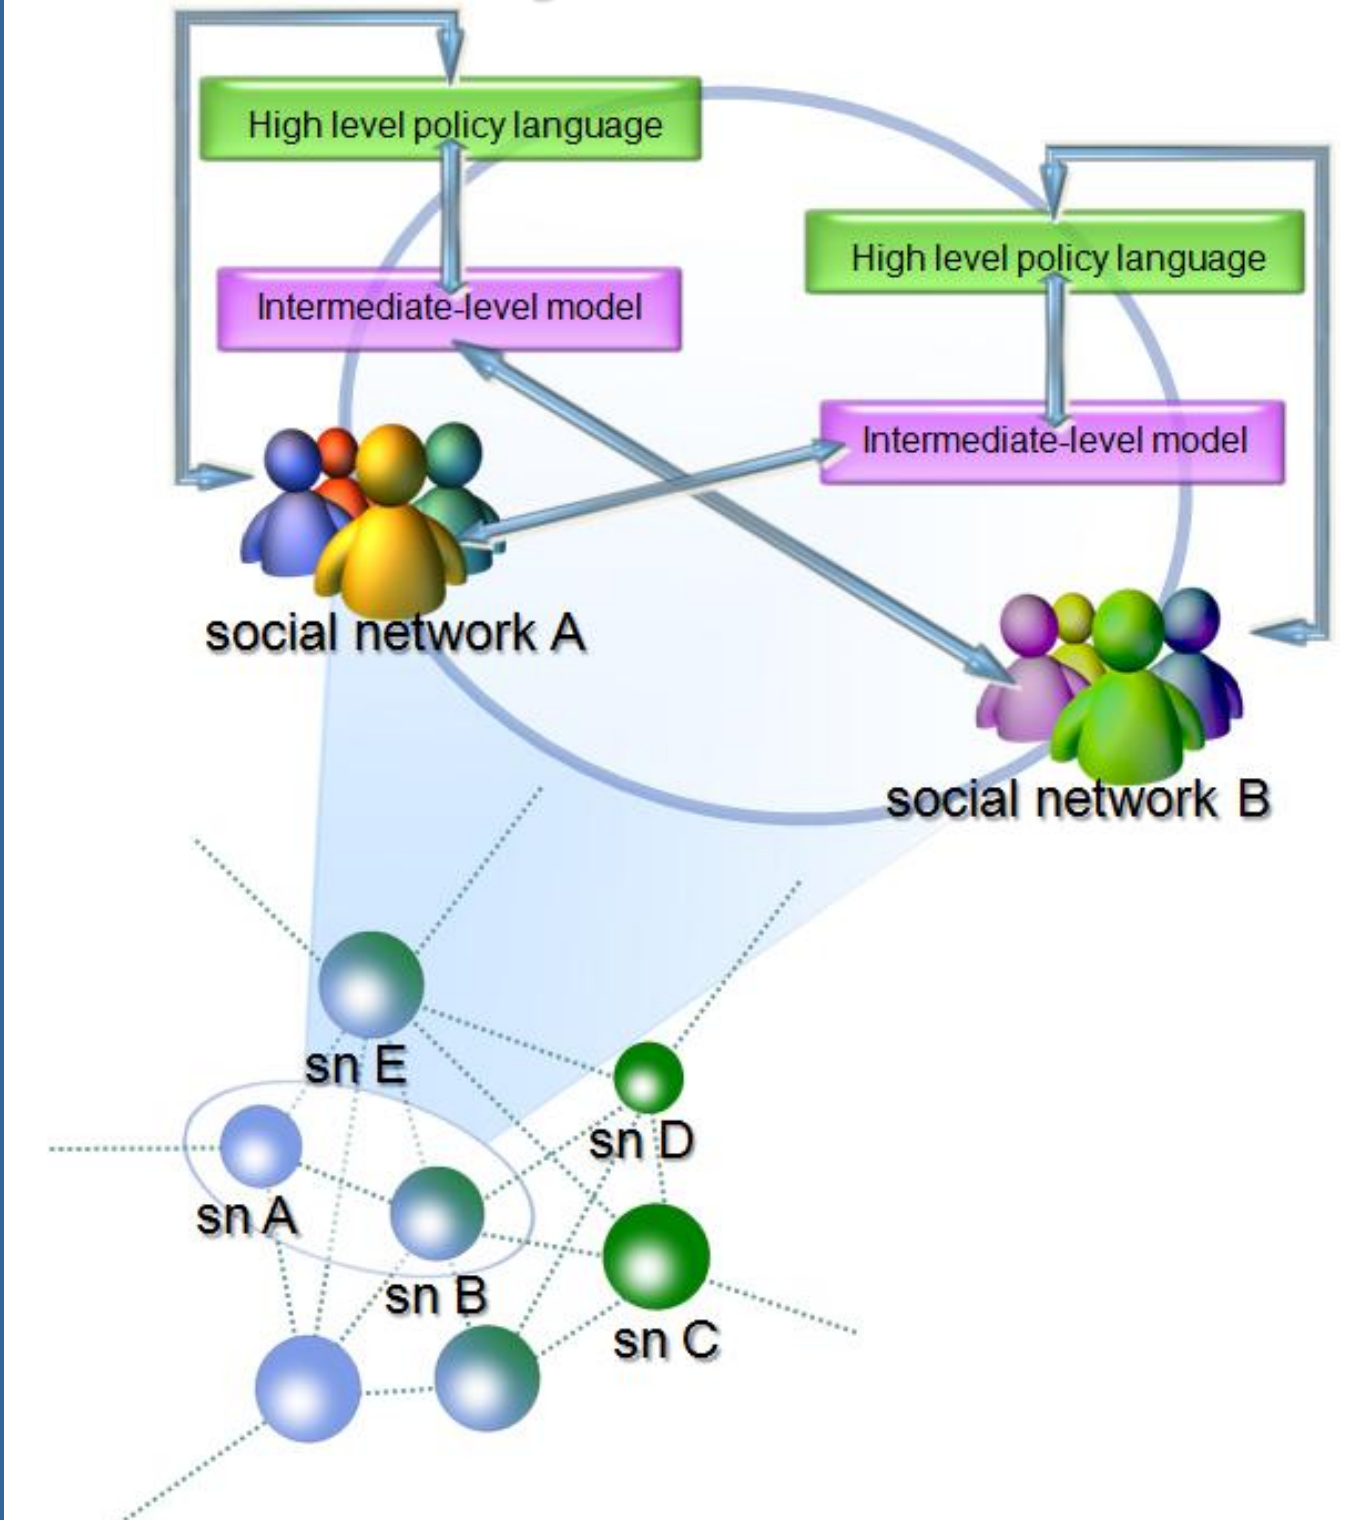 High level policy language
High level policy language
Intermediate-level model
Intermediate-level model
social network A
social network B
sn E
sn D
sn A
sn B
sn C